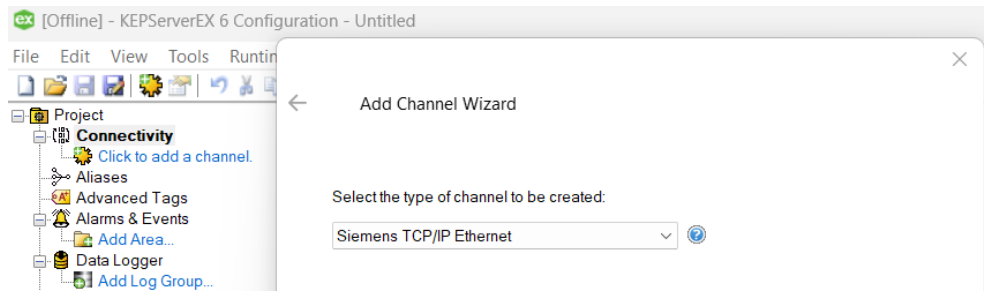 [Offline] - KEPServerEX 6 Configuration - Untitled
File Edit View Tools
Project
Connectivity
Click to add a channel.
Aliases
Advanced Tags
Alarms & Events
Add Area...
Data Logger
Add Log Group...
Add Channel Wizard
Select the type of channel to be created:
Siemens TCP/IP Ethernet